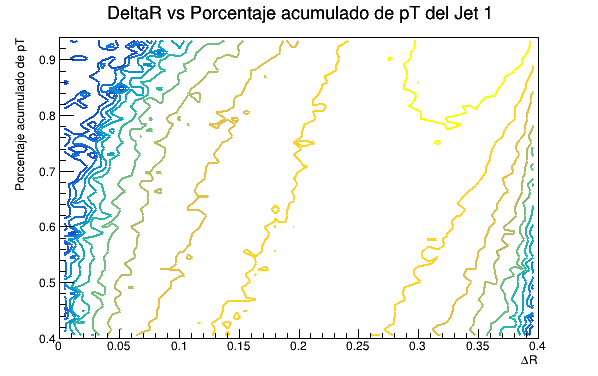 DeltaR vs Porcentaje acumulado de pT del Jet 1
Porcentaje acumulado de pT
0.9
0.8
0.7
0.6
0.5
0.4
0 0.05 0.1 0.15 0.2 0.25 0.3 0.35 0.4
ΔR